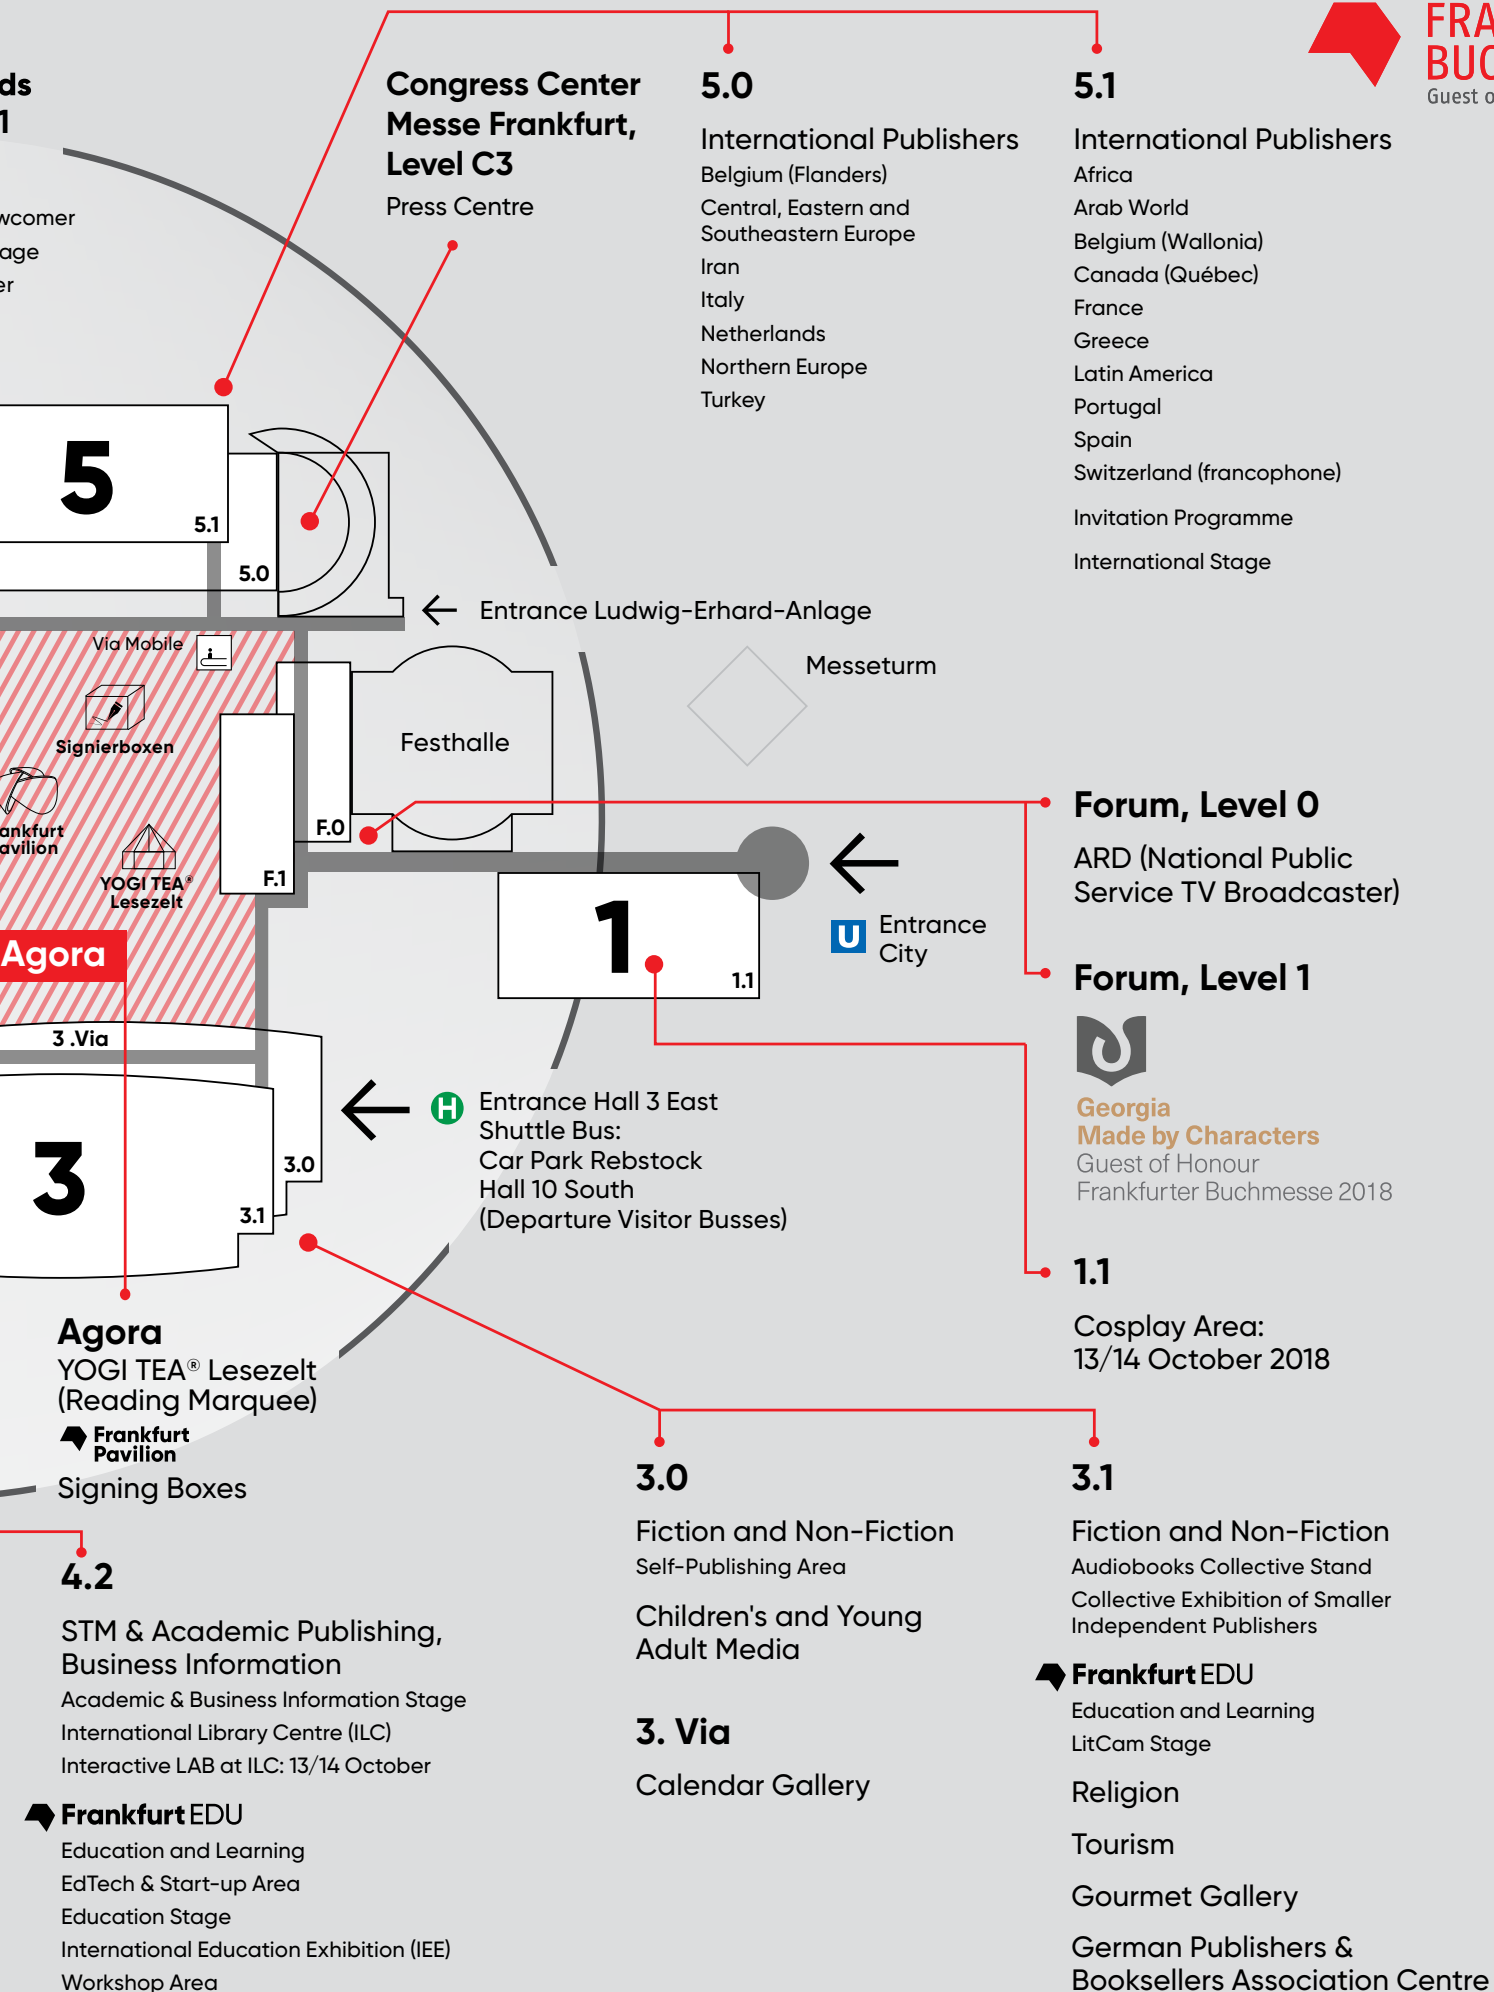 FRA
BUC
Guest o
ds
1
wcomer
age
er
Congress Center
Messe Frankfurt,
Level C3
Press Centre
5.0
International Publishers
Belgium (Flanders)
Central, Eastern and
Southeastern Europe
Iran
Italy
Netherlands
Northern Europe
Turkey
5.1
International Publishers
Africa
Arab World
Belgium (Wallonia)
Canada (Québec)
France
Greece
Latin America
Portugal
Spain
Switzerland (francophone)
Invitation Programme
International Stage
5
5.1
5.0
Entrance Ludwig-Erhard-Anlage
Via Mobile
Signierboxen
ankfurt
avilion
YOGI TEA®
Lesezelt
Agora
F.0
F.1
Festhalle
Messeturm
1
1.1
U
Entrance
City
Forum, Level 0
ARD (National Public
Service TV Broadcaster)
Forum, Level 1
Georgia
Made by Characters
Guest of Honour
Frankfurter Buchmesse 2018
1.1
Cosplay Area:
13/14 October 2018
3 .Via
3
3.0
3.1
H
Entrance Hall 3 East
Shuttle Bus:
Car Park Rebstock
Hall 10 South
(Departure Visitor Busses)
Agora
YOGI TEA® Lesezelt
(Reading Marquee)
Frankfurt
Pavilion
Signing Boxes
4.2
STM & Academic Publishing,
Business Information
Academic & Business Information Stage
International Library Centre (ILC)
Interactive LAB at ILC: 13/14 October
Frankfurt EDU
Education and Learning
EdTech & Start-up Area
Education Stage
International Education Exhibition (IEE)
Workshop Area
3.0
Fiction and Non-Fiction
Self-Publishing Area
Children's and Young
Adult Media
3. Via
Calendar Gallery
3.1
Fiction and Non-Fiction
Audiobooks Collective Stand
Collective Exhibition of Smaller
Independent Publishers
Frankfurt EDU
Education and Learning
LitCam Stage
Religion
Tourism
Gourmet Gallery
German Publishers &
Booksellers Association Centre